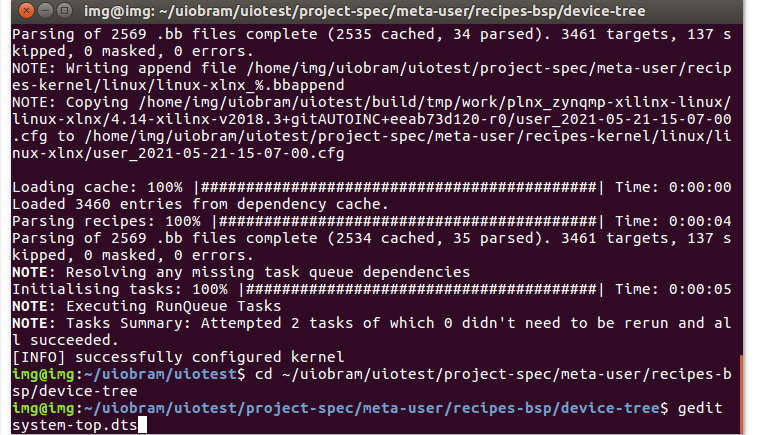 img@img: ~/uiobram/uiotest/project-spec/meta-user/recipes-bsp/device-tree
Parsing of 2569 .bb files complete (2535 cached, 34 parsed). 3461 targets, 137 s
kipped, 0 masked, 0 errors.
NOTE: Writing append file /home/img/uiobram/uiotest/project-spec/meta-user/recip
es-kernel/linux/linux-xlnx_%.bbappend
NOTE: Copying /home/img/uiobram/uiotest/build/tmp/work/plnx_zynqmp-xilinx-linux/
linux-xlnx/4.14-xilinx-v2018.3+gitAUTOINC+eeab73d120-r0/user_2021-05-21-15-07-00
.cfg to /home/img/uiobram/uiotest/project-spec/meta-user/recipes-kernel/linux/li
nux-xlnx/user_2021-05-21-15-07-00.cfg
Loading cache: 100% |############################################| Time: 0:00:00
Loaded 3460 entries from dependency cache.
Parsing recipes: 100% |##########################################| Time: 0:00:04
Parsing of 2569 .bb files complete (2534 cached, 35 parsed). 3461 targets, 137 s
kipped, 0 masked, 0 errors.
NOTE: Resolving any missing task queue dependencies
Initialising tasks: 100% |#######################################| Time: 0:00:05
NOTE: Executing RunQueue Tasks
NOTE: Tasks Summary: Attempted 2 tasks of which 0 didn't need to be rerun and al
l succeeded.
[INFO] successfully configured kernel
img@img:~/uiobram/uiotest$ cd ~/uiobram/uiotest/project-spec/meta-user/recipes-b
sp/device-tree
img@img:~/uiobram/uiotest/project-spec/meta-user/recipes-bsp/device-tree$ gedit
system-top.dts